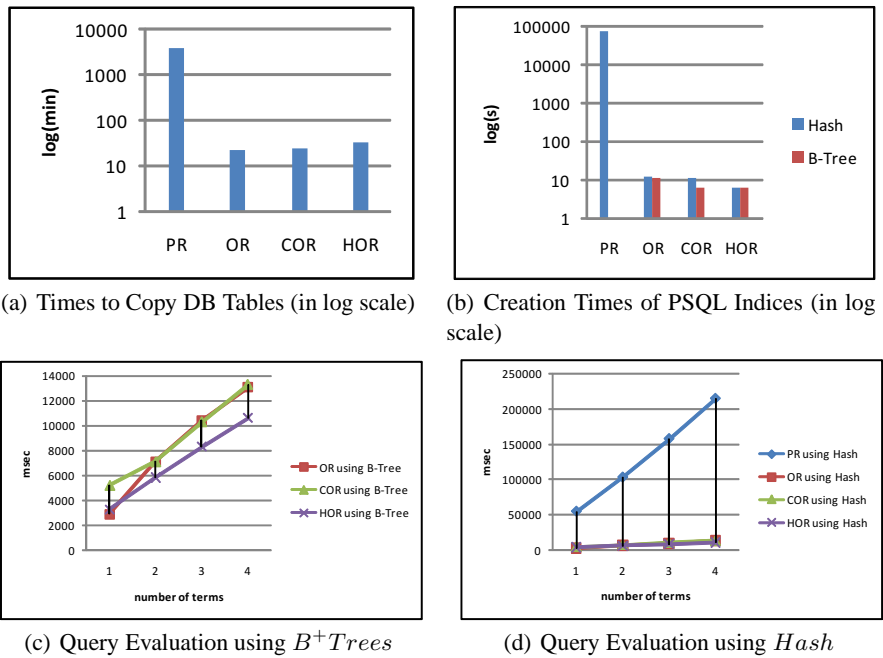 10000
1000
100
10
1
log(min)
PR OR COR HOR
(a) Times to Copy DB Tables (in log scale)
100000
10000
1000
100
10
1
log(s)
PR OR COR HOR
Hash
B-Tree
(b) Creation Times of PSQL Indices (in log
scale)
14000
12000
10000
8000
6000
4000
2000
0
msec
1 2 3 4
number of terms
OR using B-Tree
COR using B-Tree
HOR using B-Tree
(c) Query Evaluation using B+Trees
250000
200000
150000
100000
50000
0
msec
1 2 3 4
number of terms
PR using Hash
OR using Hash
COR using Hash
HOR using Hash
(d) Query Evaluation using Hash